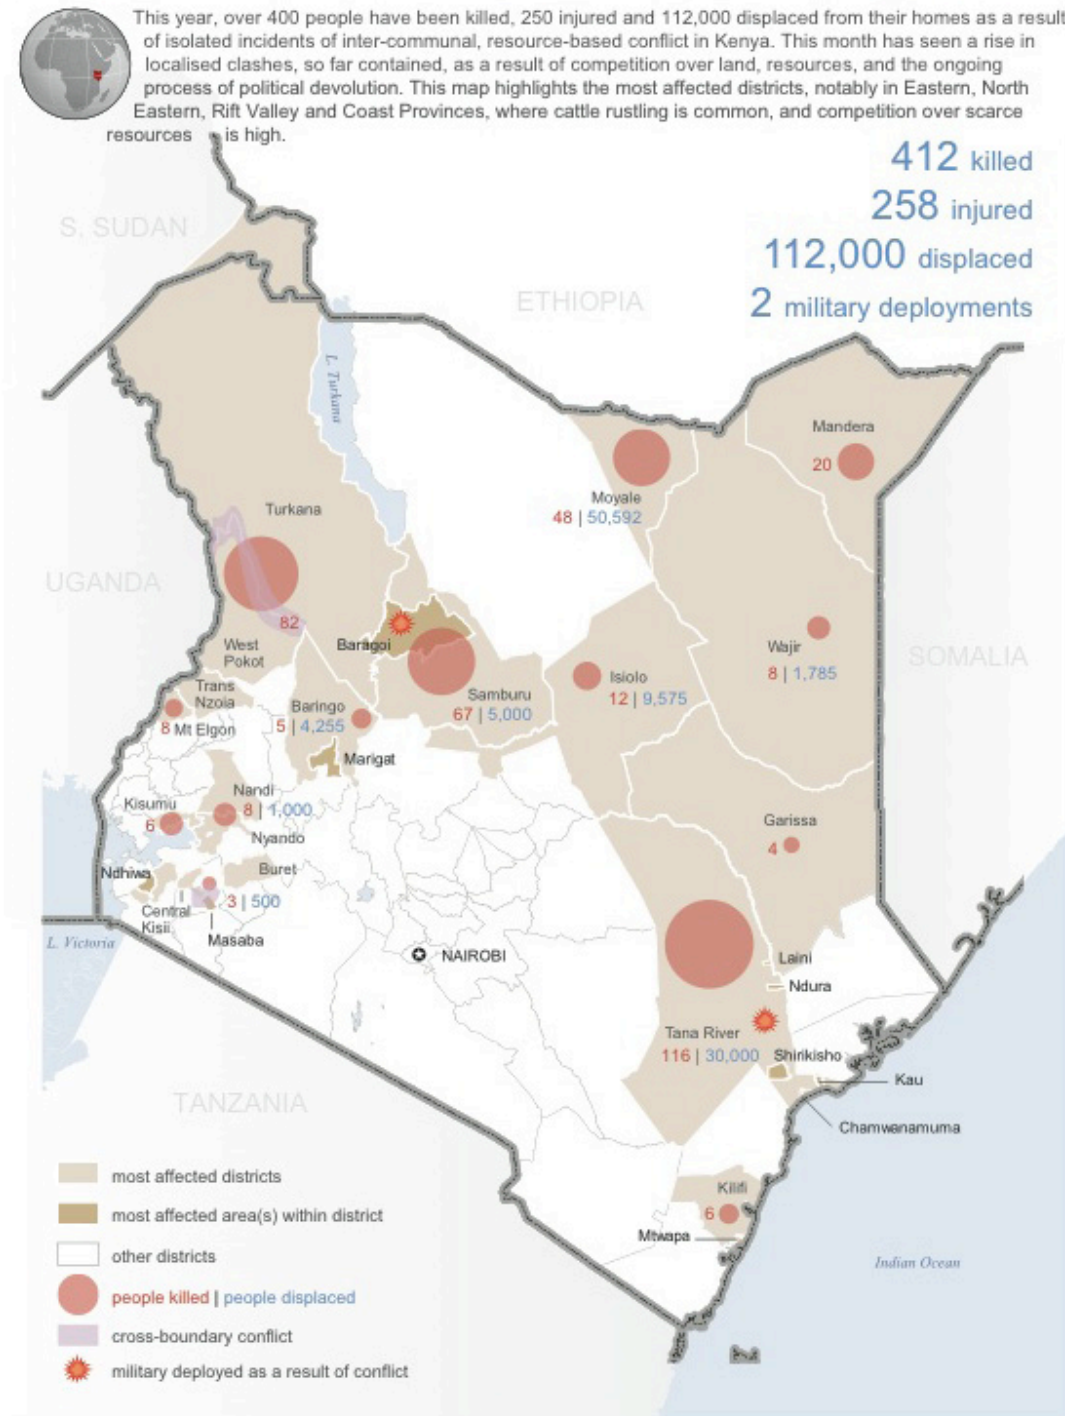 This year, over 400 people have been killed, 250 injured and 112,000 displaced from their homes as a result
of isolated incidents of inter-communal, resource-based conflict in Kenya. This month has seen a rise in
localised clashes, so far contained, as a result of competition over land, resources, and the ongoing
process of political devolution. This map highlights the most affected districts, notably in Eastern, North
Eastern, Rift Valley and Coast Provinces, where cattle rustling is common, and competition over scarce
resources is high.
412 killed
258 injured
112,000 displaced
2 military deployments
S. SUDAN
ETHIOPIA
L. Turkana
Mandera
20
Moyale
48 | 50,592
Turkana
82
UGANDA
West
Pokot
Baragoi
Samburu
67 | 5,000
Isiolo
12 | 9,575
Wajir
8 | 1,785
SOMALIA
Trans
Nzoia
8 Mt Elgon
Baringo
5 | 4,255
Marigat
Nandi
8 | 1,000
Kisumu
6
Nyando
Garissa
4
Ndhiwa
Buret
3 | 500
Central
Kisii
Masaba
L. Victoria
NAIROBI
Laini
Ndura
Tana River
116 | 30,000
Shirikisho
Kau
Chamwanamuma
TANZANIA
Kilifi
6
Mtwapa
Indian Ocean
most affected districts
most affected area(s) within district
other districts
people killed | people displaced
cross-boundary conflict
military deployed as a result of conflict